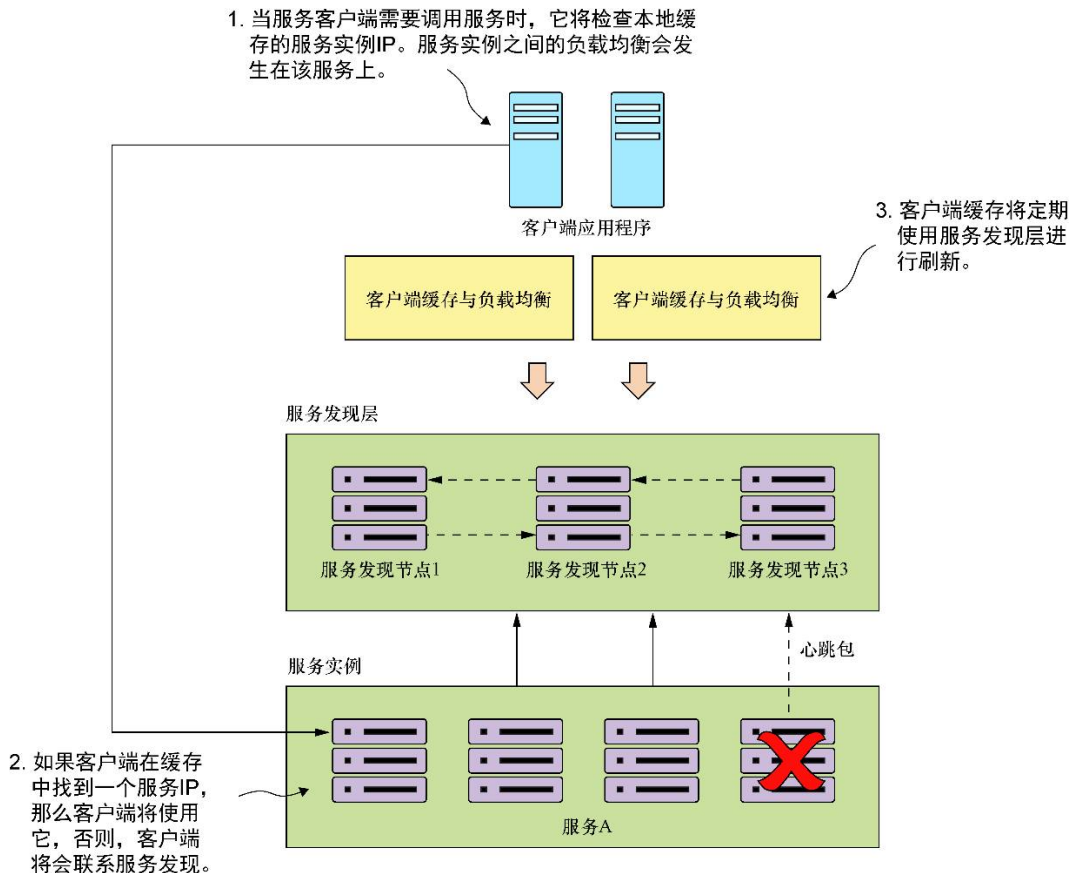 1. 当服务客户端需要调用服务时，它将检查本地缓
存的服务实例IP。服务实例之间的负载均衡会发
生在该服务上。
客户端应用程序
3. 客户端缓存将定期
使用服务发现层进
行刷新。
客户端缓存与负载均衡
客户端缓存与负载均衡
服务发现层
服务发现节点1
服务发现节点2
服务发现节点3
心跳包
服务实例
2. 如果客户端在缓存
中找到一个服务IP，
那么客户端将使用
它，否则，客户端
将会联系服务发现。
服务A